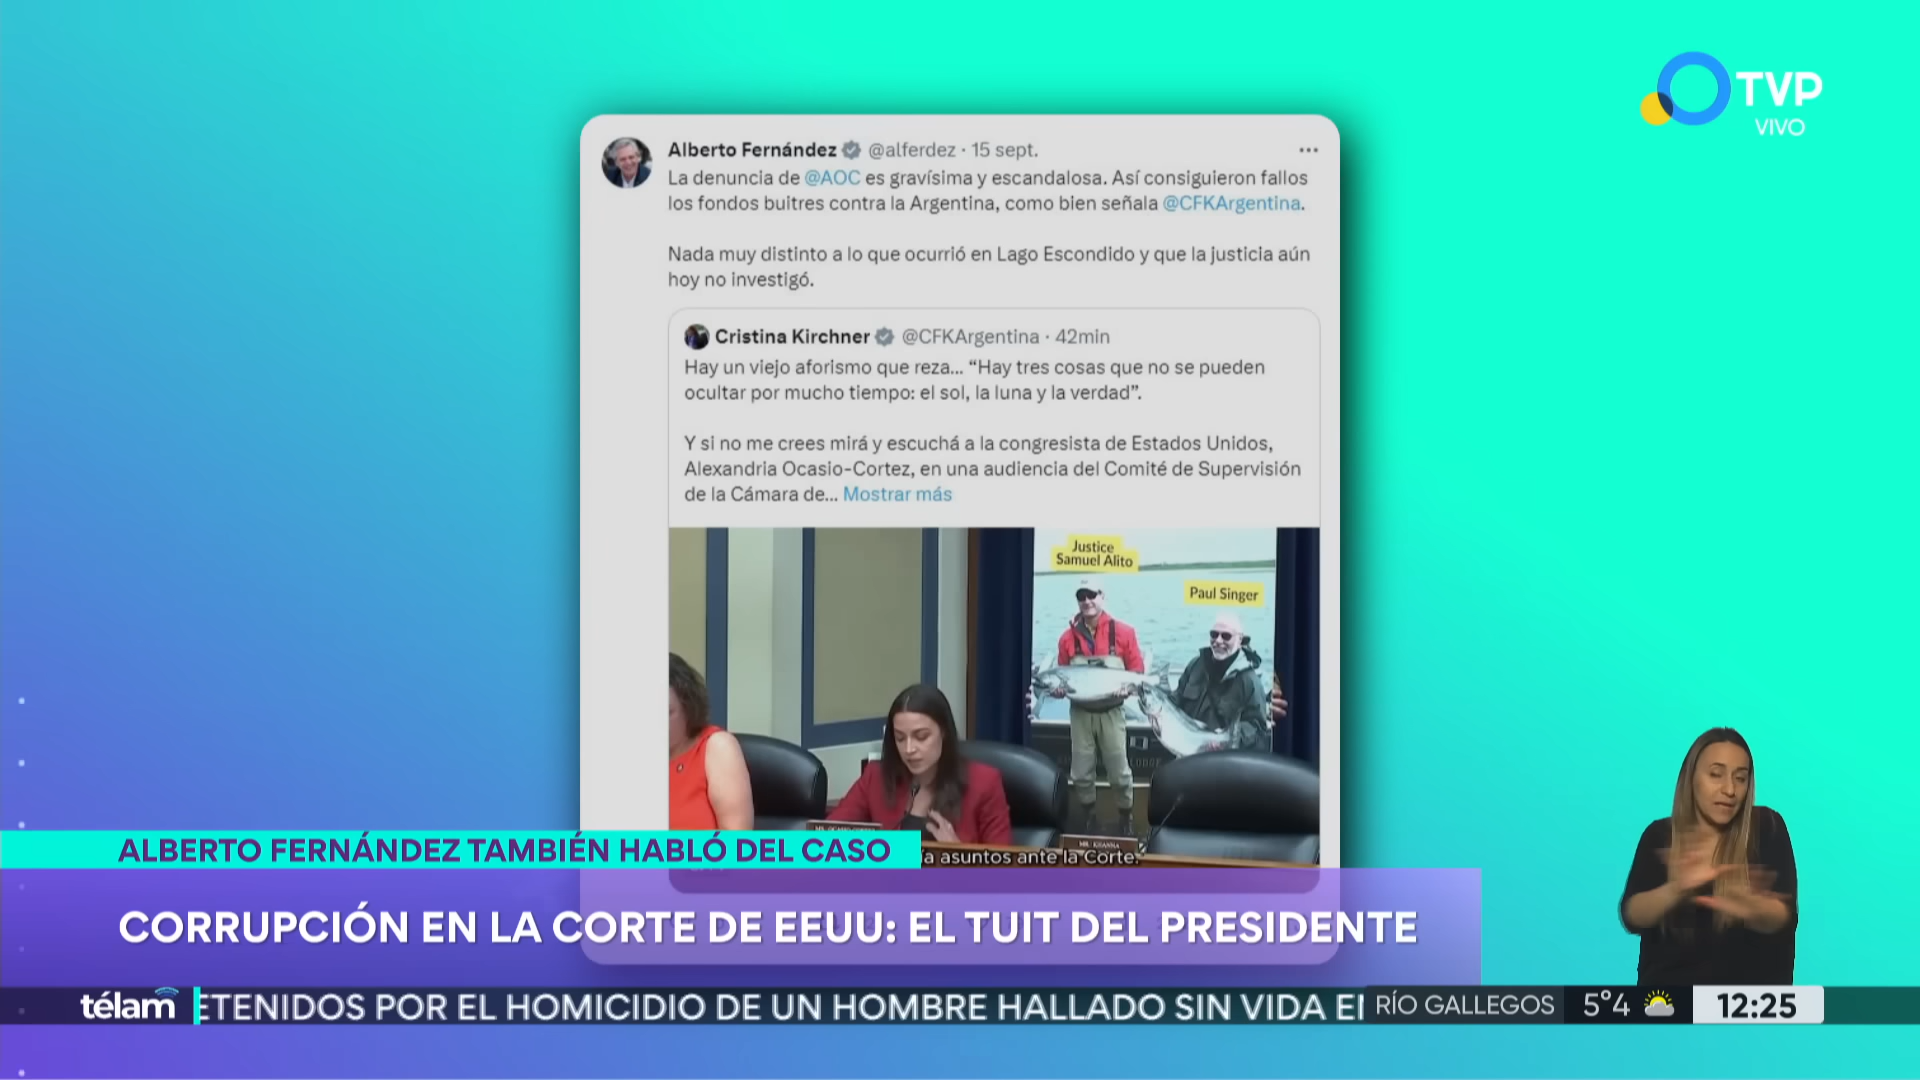 TVP
VIVO
Alberto Fernández @alferdez · 15 sept.
La denuncia de @AOC es gravísima y escandalosa. Así consiguieron fallos
los fondos buitres contra la Argentina, como bien señala @CFKArgentina.
Nada muy distinto a lo que ocurrió en Lago Escondido y que la justicia aún
hoy no investigó.
Cristina Kirchner @CFKArgentina · 42min
Hay un viejo aforismo que reza... “Hay tres cosas que no se pueden
ocultar por mucho tiempo: el sol, la luna y la verdad”.
Y si no me crees mirá y escuchá a la congresista de Estados Unidos,
Alexandria Ocasio-Cortez, en una audiencia del Comité de Supervisión
de la Cámara de... Mostrar más
Justice
Samuel Alito
Paul Singer
MR. KHANNA
a asuntos ante la Corte.
ALBERTO FERNÁNDEZ TAMBIÉN HABLÓ DEL CASO
CORRUPCIÓN EN LA CORTE DE EEUU: EL TUIT DEL PRESIDENTE
télam ETENIDOS POR EL HOMICIDIO DE UN HOMBRE HALLADO SIN VIDA EN RÍO GALLEGOS 5°4 12:25